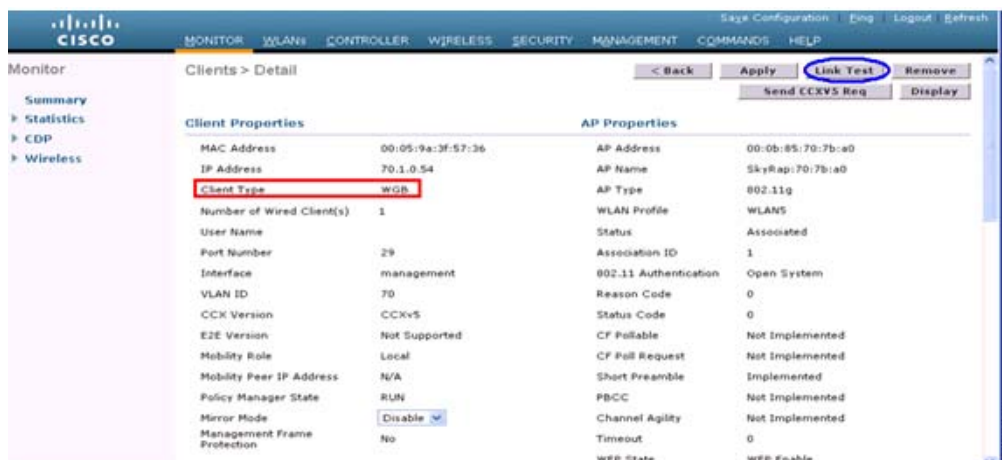 Save Configuration Ping Logout Refresh
CISCO
MONITOR WLANs CONTROLLER WIRELESS SECURITY MANAGEMENT COMMANDS HELP
Monitor
Summary
Statistics
CDP
Wireless
Clients > Detail
< Back Apply Link Test Remove
Send CCXV5 Req Display
Client Properties
MAC Address 00:05:9a:3f:57:36
IP Address 70.1.0.54
Client Type WGB
Number of Wired Client(s) 1
User Name
Port Number 29
Interface management
VLAN ID 70
CCX Version CCXv5
E2E Version Not Supported
Mobility Role Local
Mobility Peer IP Address N/A
Policy Manager State RUN
Mirror Mode Disable
Management Frame
Protection No
AP Properties
AP Address 00:0b:85:70:7b:a0
AP Name SkyRap:70:7b:a0
AP Type 802.11g
WLAN Profile WLAN5
Status Associated
Association ID 1
802.11 Authentication Open System
Reason Code 0
Status Code 0
CF Pollable Not Implemented
CF Poll Request Not Implemented
Short Preamble Implemented
PBCC Not Implemented
Channel Agility Not Implemented
Timeout 0
WEP State WEP Enable